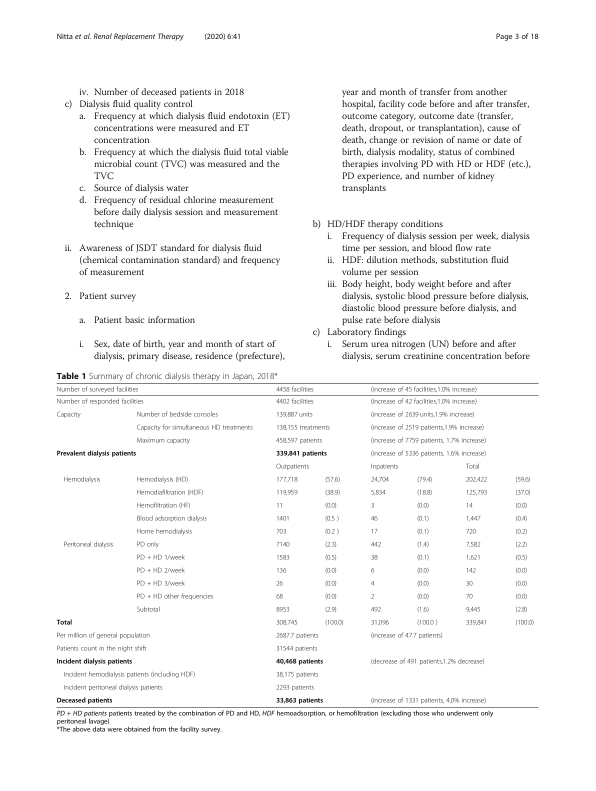 Nitta et al. Renal Replacement Therapy (2020) 6:41 Page 3 of 18
iv. Number of deceased patients in 2018
c) Dialysis fluid quality control
a. Frequency at which dialysis fluid endotoxin (ET)
concentrations were measured and ET
concentration
b. Frequency at which the dialysis fluid total viable
microbial count (TVC) was measured and the
TVC
c. Source of dialysis water
d. Frequency of residual chlorine measurement
before daily dialysis session and measurement
technique
ii. Awareness of JSDT standard for dialysis fluid
(chemical contamination standard) and frequency
of measurement
2. Patient survey
a. Patient basic information
i. Sex, date of birth, year and month of start of
dialysis, primary disease, residence (prefecture),
year and month of transfer from another
hospital, facility code before and after transfer,
outcome category, outcome date (transfer,
death, dropout, or transplantation), cause of
death, change or revision of name or date of
birth, dialysis modality, status of combined
therapies involving PD with HD or HDF (etc.),
PD experience, and number of kidney
transplants
b) HD/HDF therapy conditions
i. Frequency of dialysis session per week, dialysis
time per session, and blood flow rate
ii. HDF: dilution methods, substitution fluid
volume per session
iii. Body height, body weight before and after
dialysis, systolic blood pressure before dialysis,
diastolic blood pressure before dialysis, and
pulse rate before dialysis
c) Laboratory findings
i. Serum urea nitrogen (UN) before and after
dialysis, serum creatinine concentration before
Table 1 Summary of chronic dialysis therapy in Japan, 2018*
Number of surveyed facilities 4458 facilities (increase of 45 facilities,1.0% increase)
Number of responded facilities 4402 facilities (increase of 42 facilities,1.0% increase)
Capacity Number of bedside consoles 139,887 units (increase of 2639 units,1.9% increase)
Capacity for simultaneous HD treatments 138,155 treatments (increase of 2519 patients,1.9% increase)
Maximum capacity 458,597 patients (increase of 7759 patients, 1.7% increase)
Prevalent dialysis patients 339,841 patients (increase of 5336 patients, 1.6% increase)
Outpatients Inpatients Total
Hemodialysis Hemodialysis (HD) 177,718 (57.6) 24,704 (79.4) 202,422 (59.6)
Hemodiafiltration (HDF) 119,959 (38.9) 5,834 (18.8) 125,793 (37.0)
Hemofiltration (HF) 11 (0.0) 3 (0.0) 14 (0.0)
Blood adsorption dialysis 1401 (0.5 ) 46 (0.1) 1,447 (0.4)
Home hemodialysis 703 (0.2 ) 17 (0.1) 720 (0.2)
Peritoneal dialysis PD only 7140 (2.3) 442 (1.4) 7,582 (2.2)
PD + HD 1/week 1583 (0.5) 38 (0.1) 1,621 (0.5)
PD + HD 2/week 136 (0.0) 6 (0.0) 142 (0.0)
PD + HD 3/week 26 (0.0) 4 (0.0) 30 (0.0)
PD + HD other frequencies 68 (0.0) 2 (0.0) 70 (0.0)
Subtotal 8953 (2.9) 492 (1.6) 9,445 (2.8)
Total 308,745 (100.0) 31,096 (100.0 ) 339,841 (100.0)
Per million of general population 2687.7 patients (increase of 47.7 patients)
Patients count in the night shift 31544 patients
Incident dialysis patients 40,468 patients (decrease of 491 patients,1.2% decrease)
Incident hemodialysis patients (including HDF) 38,175 patients
Incident peritoneal dialysis patients 2293 patients
Deceased patients 33,863 patients (increase of 1331 patients, 4.0% increase)
PD + HD patients patients treated by the combination of PD and HD, HDF hemoadsorption, or hemofiltration (excluding those who underwent only
peritoneal lavage)
*The above data were obtained from the facility survey.